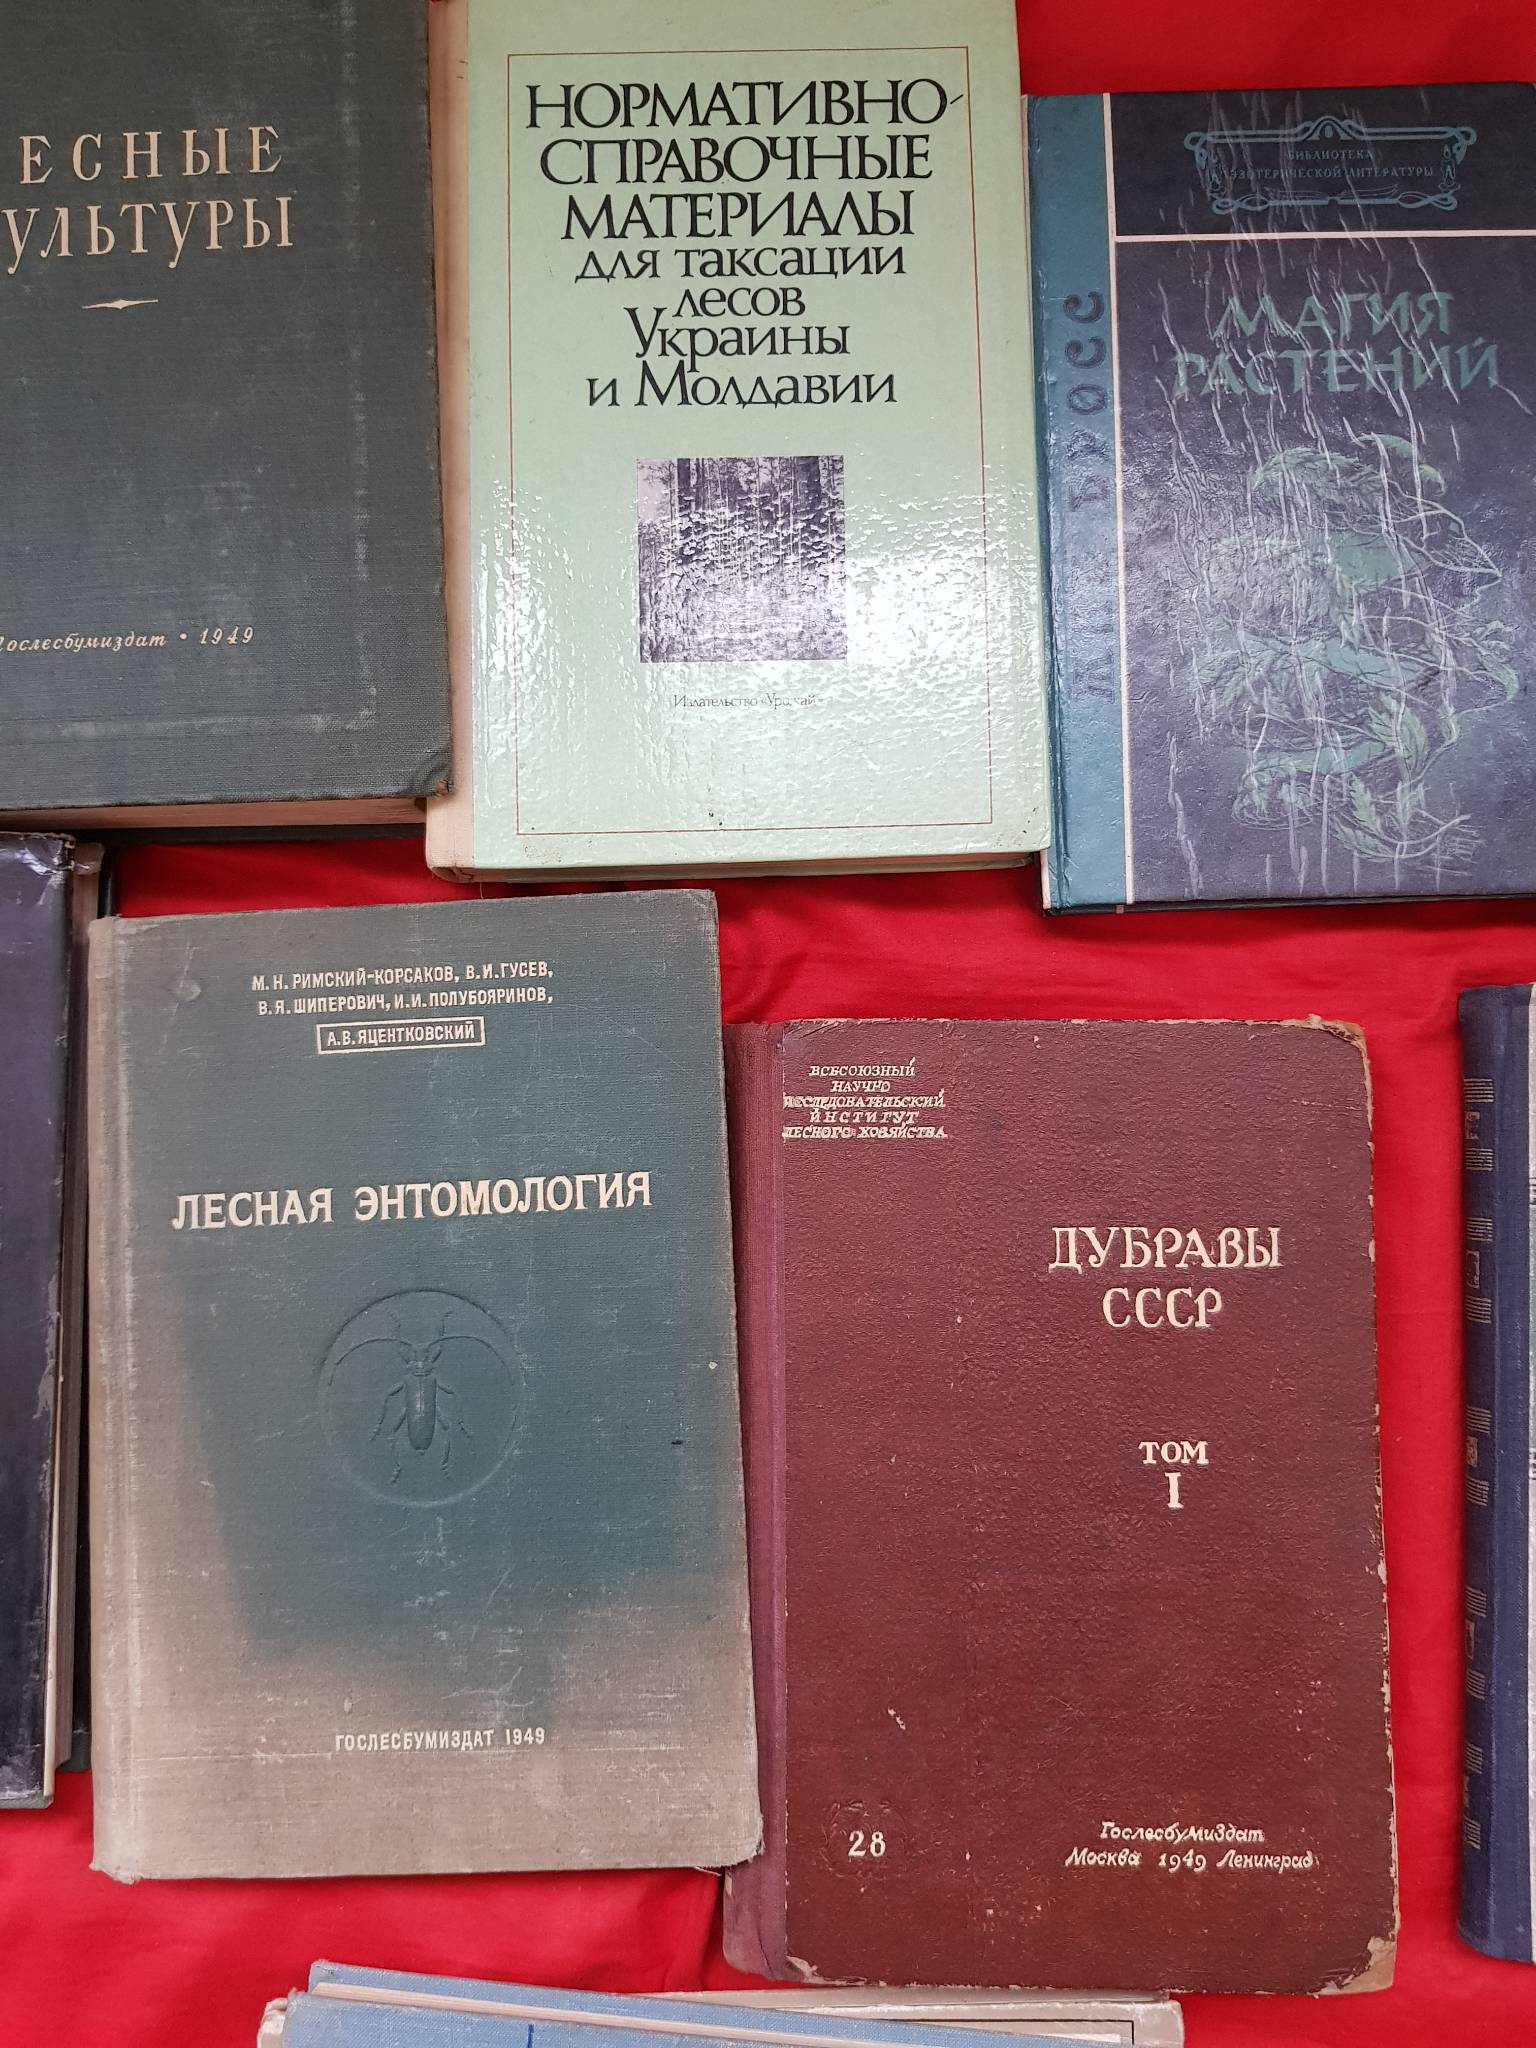 ЕСНЫЕ
УЛЬТУРЫ
Гослесбумиздат • 1949
НОРМАТИВНО-
СПРАВОЧНЫЕ
МАТЕРИАЛЫ
для таксации
лесов
Украины
и Молдавии
Издательство «Урожай»
БИБЛИОТЕКА
ЭЗОТЕРИЧЕСКОЙ ЛИТЕРАТУРЫ
МАГИЯ
РАСТЕНИЙ
БРОСС
М. Н. РИМСКИЙ-КОРСАКОВ, В. И. ГУСЕВ,
В. Я. ШИПЕРОВИЧ, И. И. ПОЛУБОЯРИНОВ,
А. В. ЯЦЕНТКОВСКИЙ
ЛЕСНАЯ ЭНТОМОЛОГИЯ
ГОСЛЕСБУМИЗДАТ 1949
ВСЕСОЮЗНЫЙ
НАУЧНО
ИССЛЕДОВАТЕЛЬСКИЙ
ИНСТИТУТ
ЛЕСНОГО ХОЗЯЙСТВА
ДУБРАВЫ
СССР
ТОМ
I
28
Гослесбумиздат
Москва 1949 Ленинград